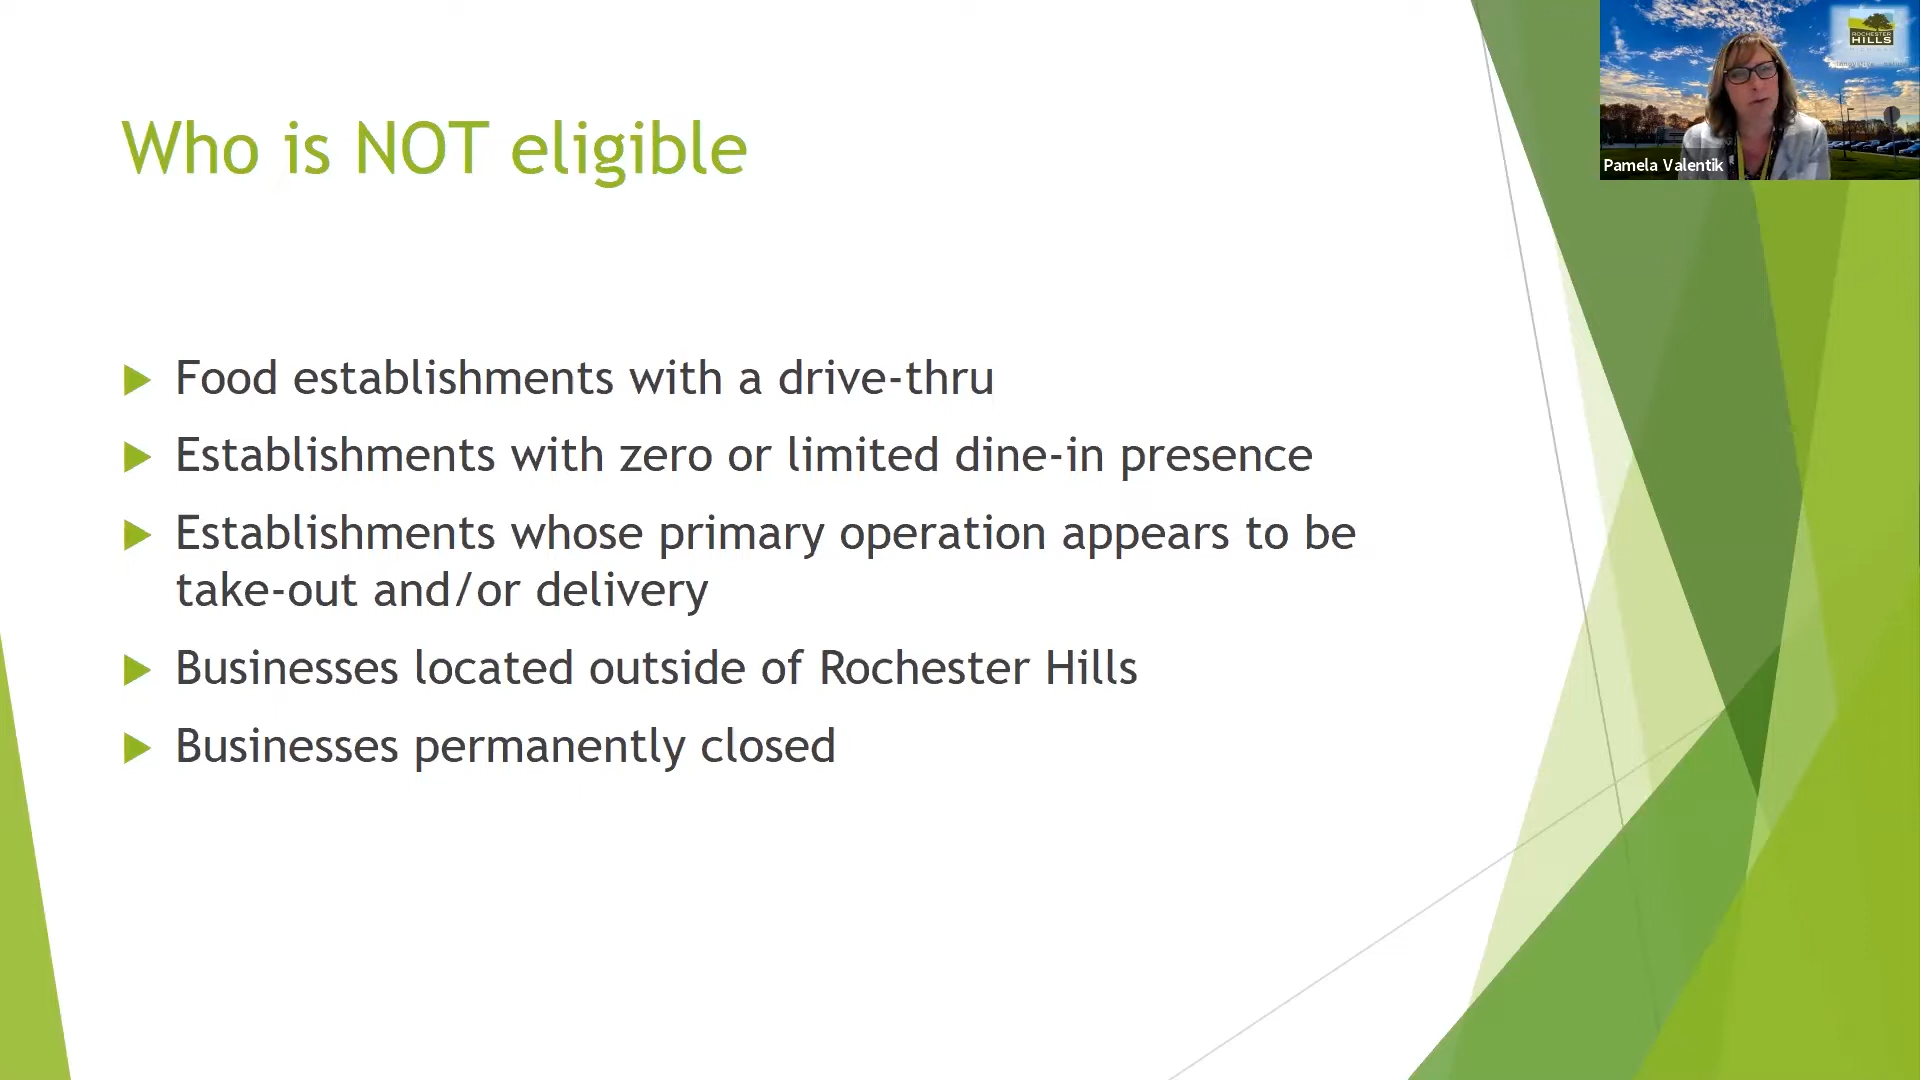 Who is NOT eligible
Food establishments with a drive-thru
Establishments with zero or limited dine-in presence
Establishments whose primary operation appears to be
take-out and/or delivery
Businesses located outside of Rochester Hills
Businesses permanently closed
ROCHESTER
HILLS
Pamela Valentik